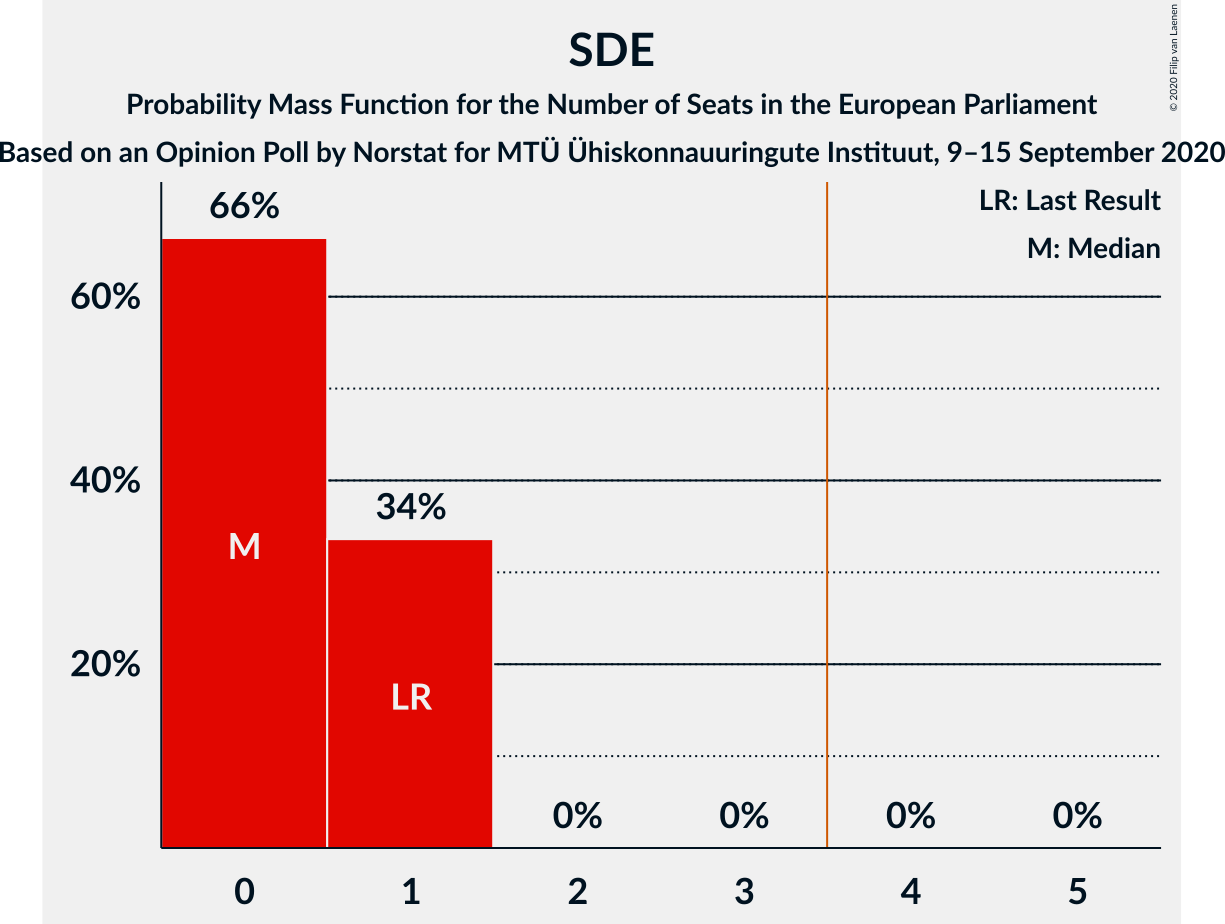 SDE
Probability Mass Function for the Number of Seats in the European Parliament
Based on an Opinion Poll by Norstat for MTÜ Ühiskonnauuringute Instituut, 9–15 September 2020
© 2020 Filip van Laenen
LR: Last Result
M: Median
66%
60%
40%
34%
M
20%
LR
0% 0% 0% 0%
0 1 2 3 4 5